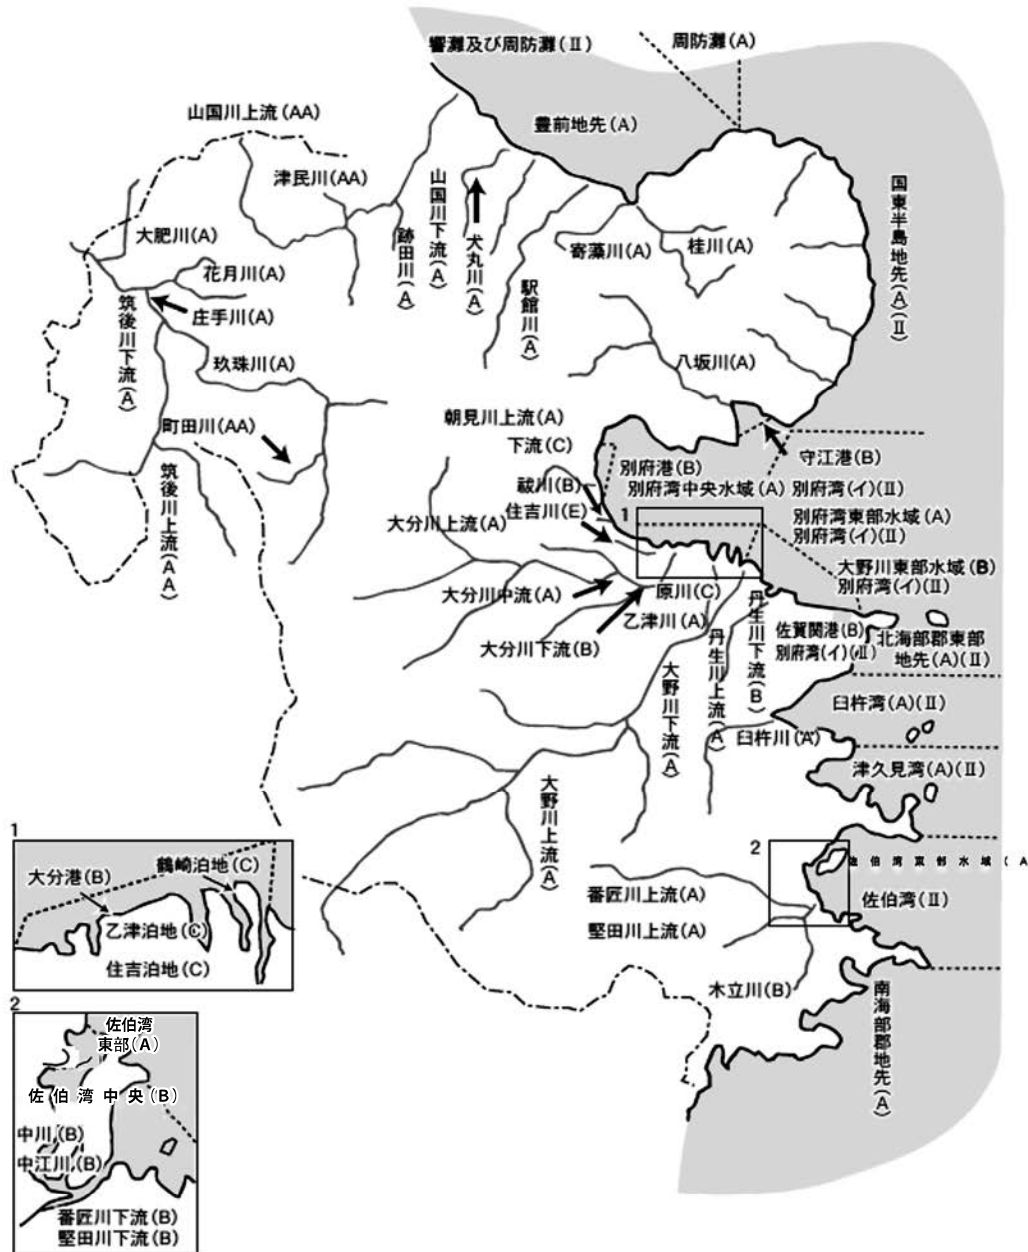 響灘及び周防灘(Ⅱ)
周防灘(A)
山国川上流(AA)
豊前地先(A)
津民川(AA)
山国川下流(A)
国東半島地先(A)(Ⅱ)
大肥川(A)
跡田川(A)
犬丸川(A)
寄藻川(A)
桂川(A)
花月川(A)
駅館川(A)
筑後川下流(A)
庄手川(A)
玖珠川(A)
八坂川(A)
朝見川上流(A)
下流(C)
町田川(AA)
守江港(B)
別府港(B)
別府湾中央水域(A)
別府湾(イ)(Ⅱ)
筑後川上流(AA)
祓川(B)
住吉川(E)
1
大分川上流(A)
別府湾東部水域(A)
別府湾(イ)(Ⅱ)
大野川東部水域(B)
別府湾(イ)(Ⅱ)
大分川中流(A)
原川(C)
乙津川(A)
丹生川下流(B)
大分川下流(B)
丹生川上流(A)
佐賀関港(B)
別府湾(イ)(Ⅱ)
北海部郡東部
地先(A)(Ⅱ)
大野川下流(A)
臼杵湾(A)(Ⅱ)
臼杵川(A)
津久見湾(A)(Ⅱ)
大野川上流(A)
2
佐伯湾東部水域(A
佐伯湾(Ⅱ)
番匠川上流(A)
堅田川上流(A)
木立川(B)
南海部郡地先(A)
1
大分港(B)
鶴崎泊地(C)
乙津泊地(C)
住吉泊地(C)
2
佐伯湾
東部(A)
佐伯湾中央(B)
中川(B)
中江川(B)
番匠川下流(B)
堅田川下流(B)